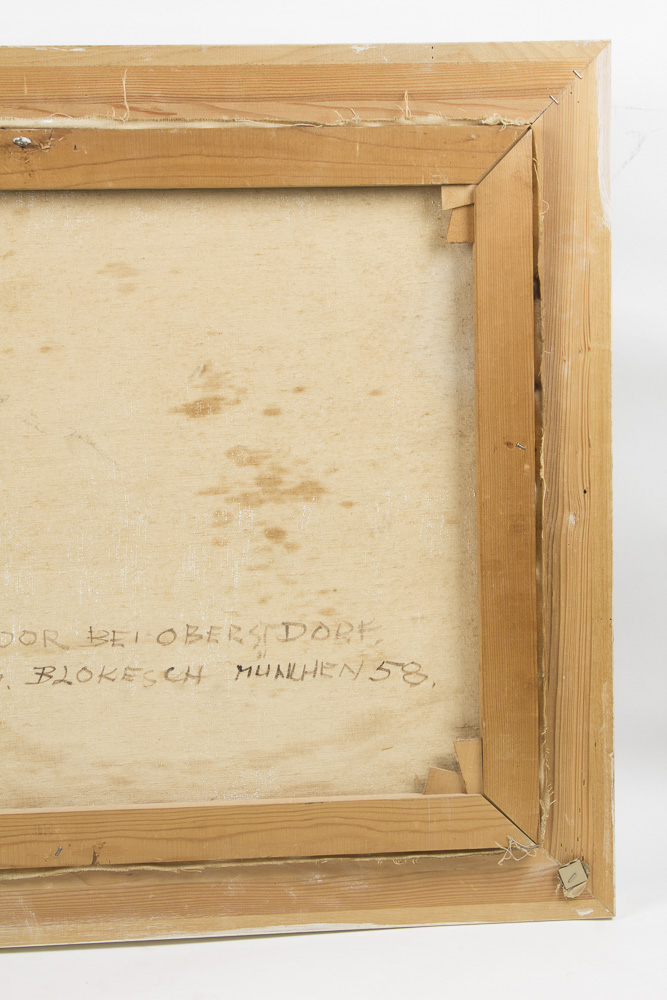 OOR BEI OBERSTDORF.
. BLOKESCH MÜNCHEN 58.